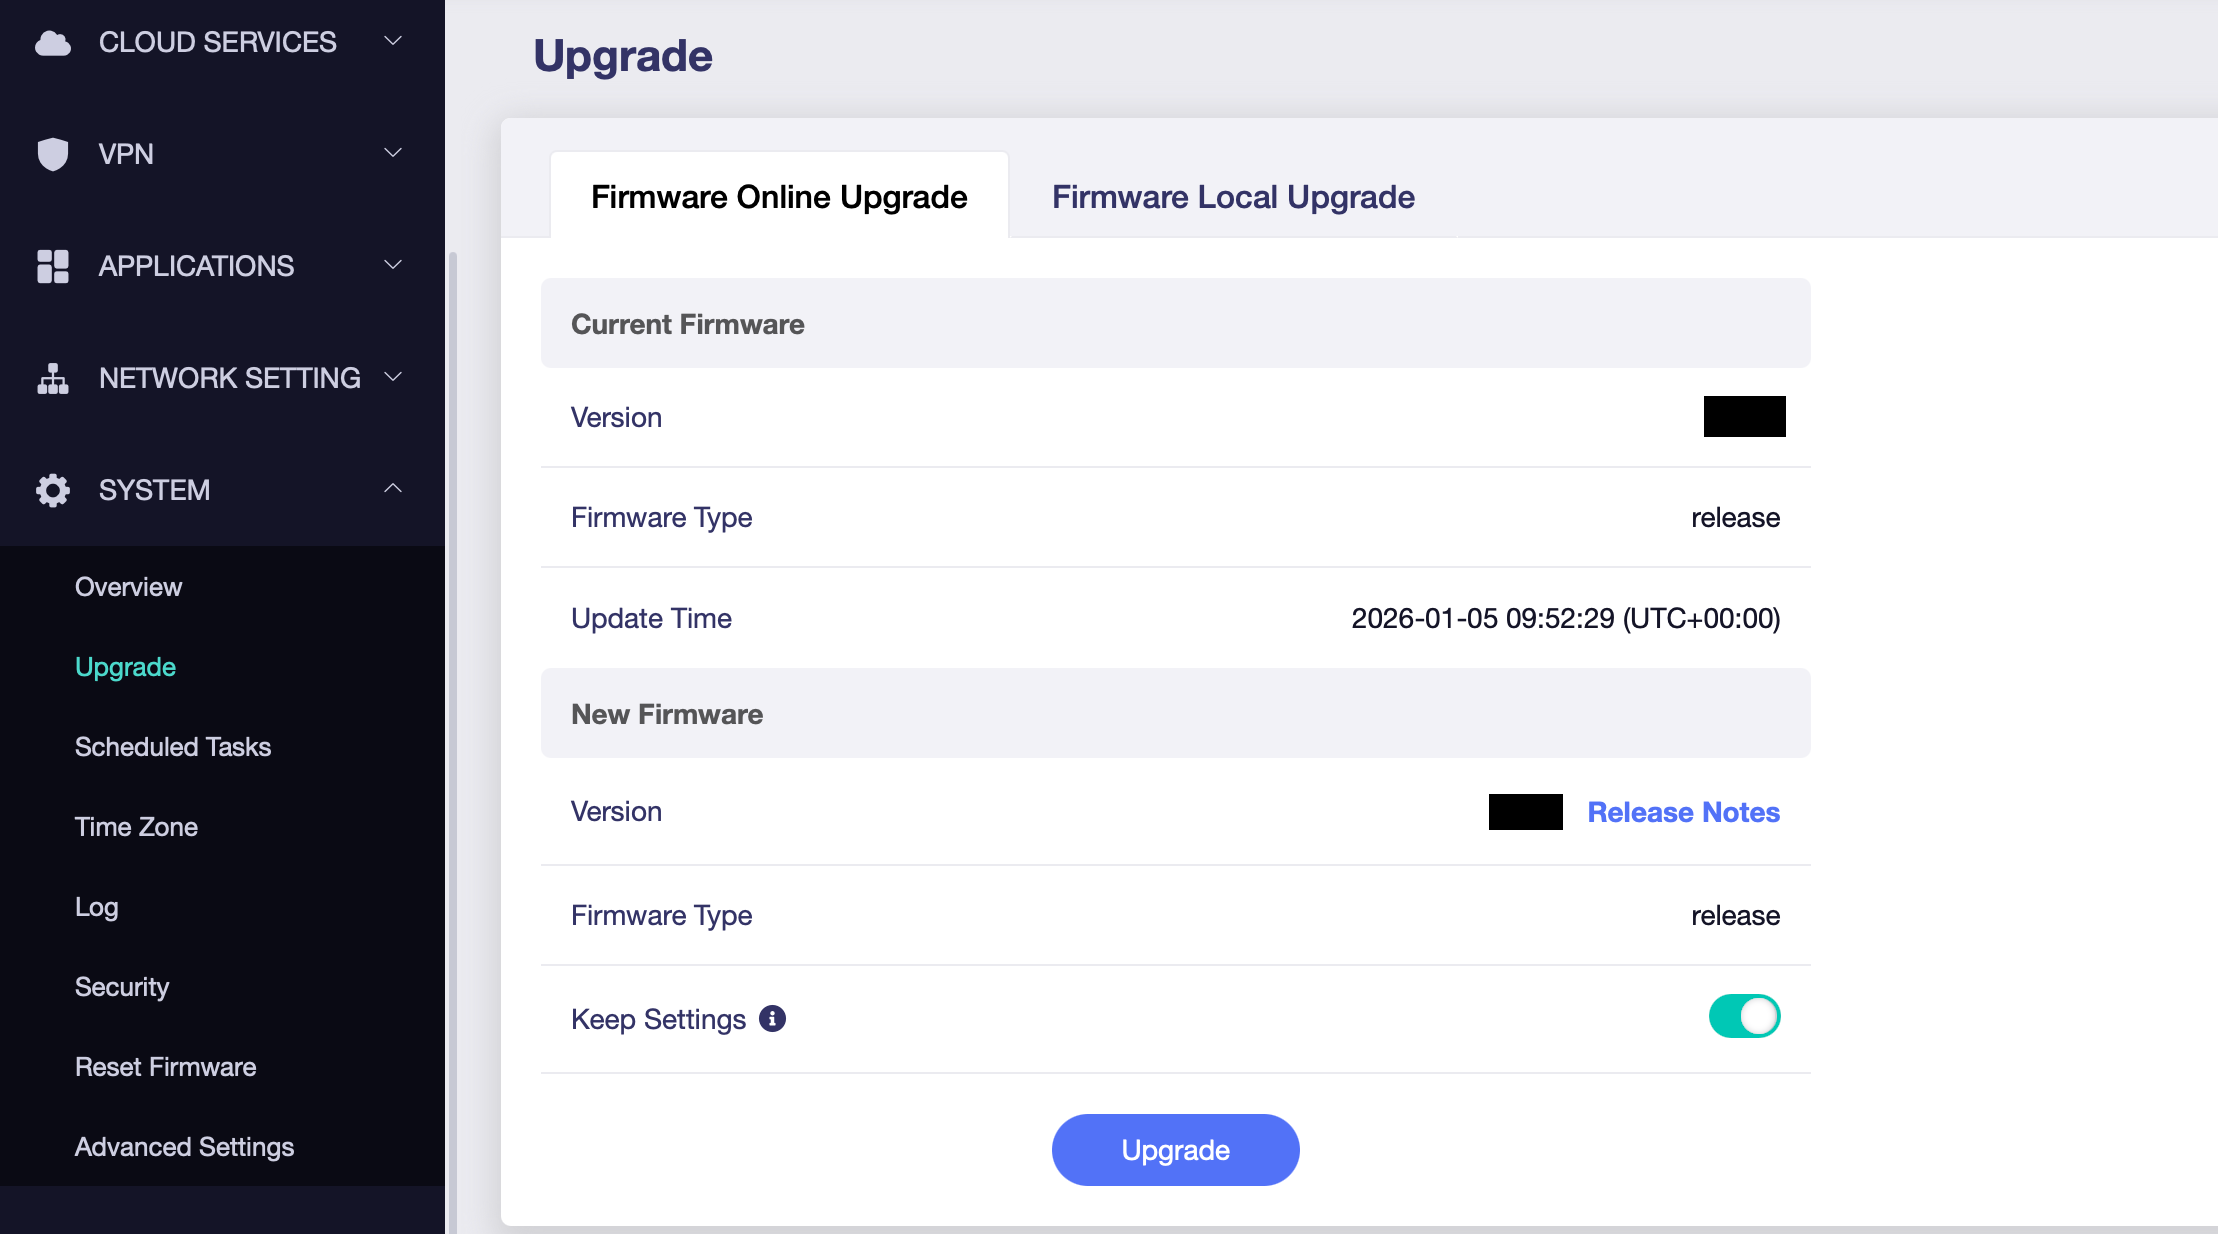 CLOUD SERVICES
VPN
APPLICATIONS
NETWORK SETTING
SYSTEM
Overview
Upgrade
Scheduled Tasks
Time Zone
Log
Security
Reset Firmware
Advanced Settings
Upgrade
Firmware Online Upgrade
Firmware Local Upgrade
Current Firmware
Version
Firmware Type release
Update Time 2026-01-05 09:52:29 (UTC+00:00)
New Firmware
Version Release Notes
Firmware Type release
Keep Settings
Upgrade